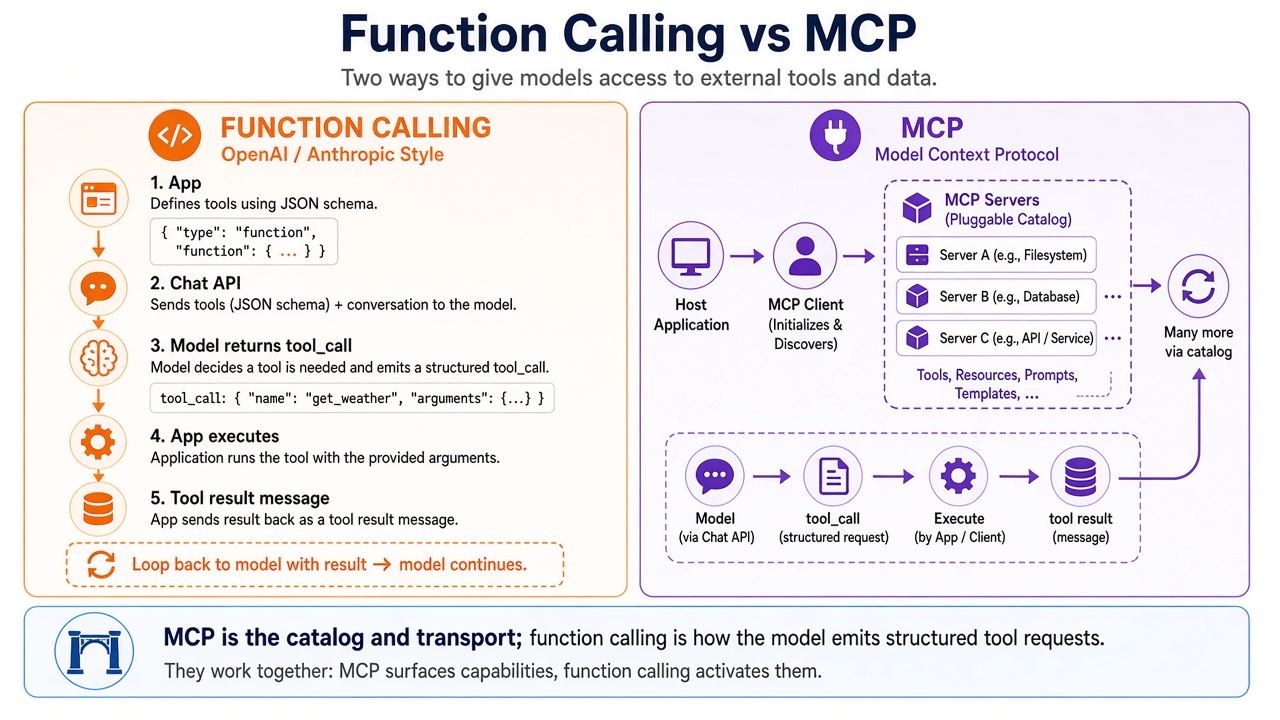 Function Calling vs MCP
Two ways to give models access to external tools and data.
</>
FUNCTION CALLING
OpenAI / Anthropic Style
1. App
Defines tools using JSON schema.
{ "type": "function",
"function": { ... } }
2. Chat API
Sends tools (JSON schema) + conversation to the model.
3. Model returns tool_call
Model decides a tool is needed and emits a structured tool_call.
tool_call: { "name": "get_weather", "arguments": {...} }
4. App executes
Application runs the tool with the provided arguments.
5. Tool result message
App sends result back as a tool result message.
Loop back to model with result → model continues.
MCP
Model Context Protocol
Host
Application
MCP Client
(Initializes &
Discovers)
MCP Servers
(Pluggable Catalog)
Server A (e.g., Filesystem)
Server B (e.g., Database)
...
Server C (e.g., API / Service)
...
Tools, Resources, Prompts,
Templates, ...
Many more
via catalog
Model
(via Chat API)
tool_call
(structured request)
Execute
(by App / Client)
tool result
(message)
MCP is the catalog and transport; function calling is how the model emits structured tool requests.
They work together: MCP surfaces capabilities, function calling activates them.